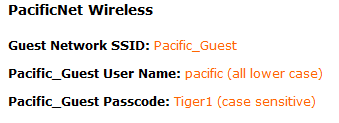 PacificNet Wireless
Guest Network SSID: Pacific_Guest
Pacific_Guest User Name: pacific (all lower case)
Pacific_Guest Passcode: Tiger1 (case sensitive)